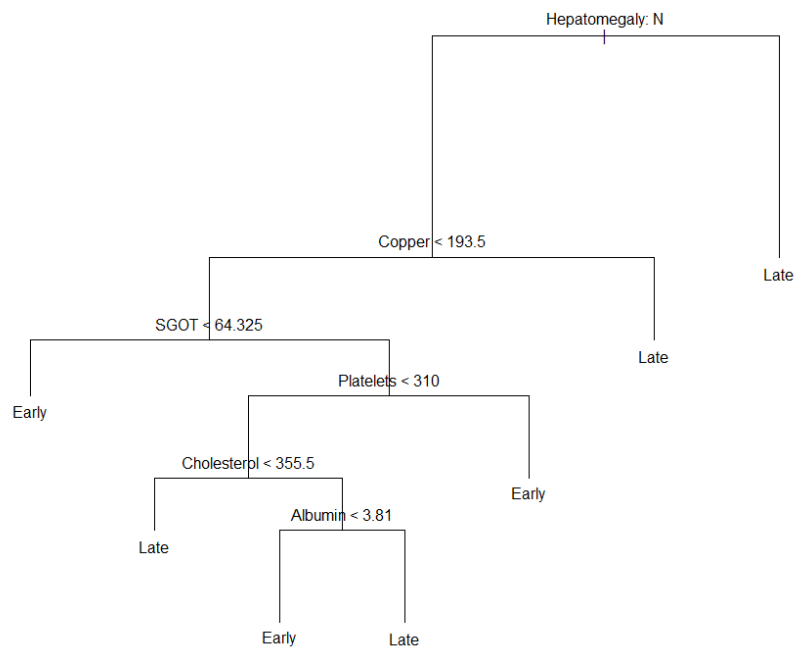 Hepatomegaly: N
Copper < 193.5
Late
SGOT < 64.325
Late
Platelets < 310
Early
Cholesterol < 355.5
Early
Albumin < 3.81
Late
Early
Late